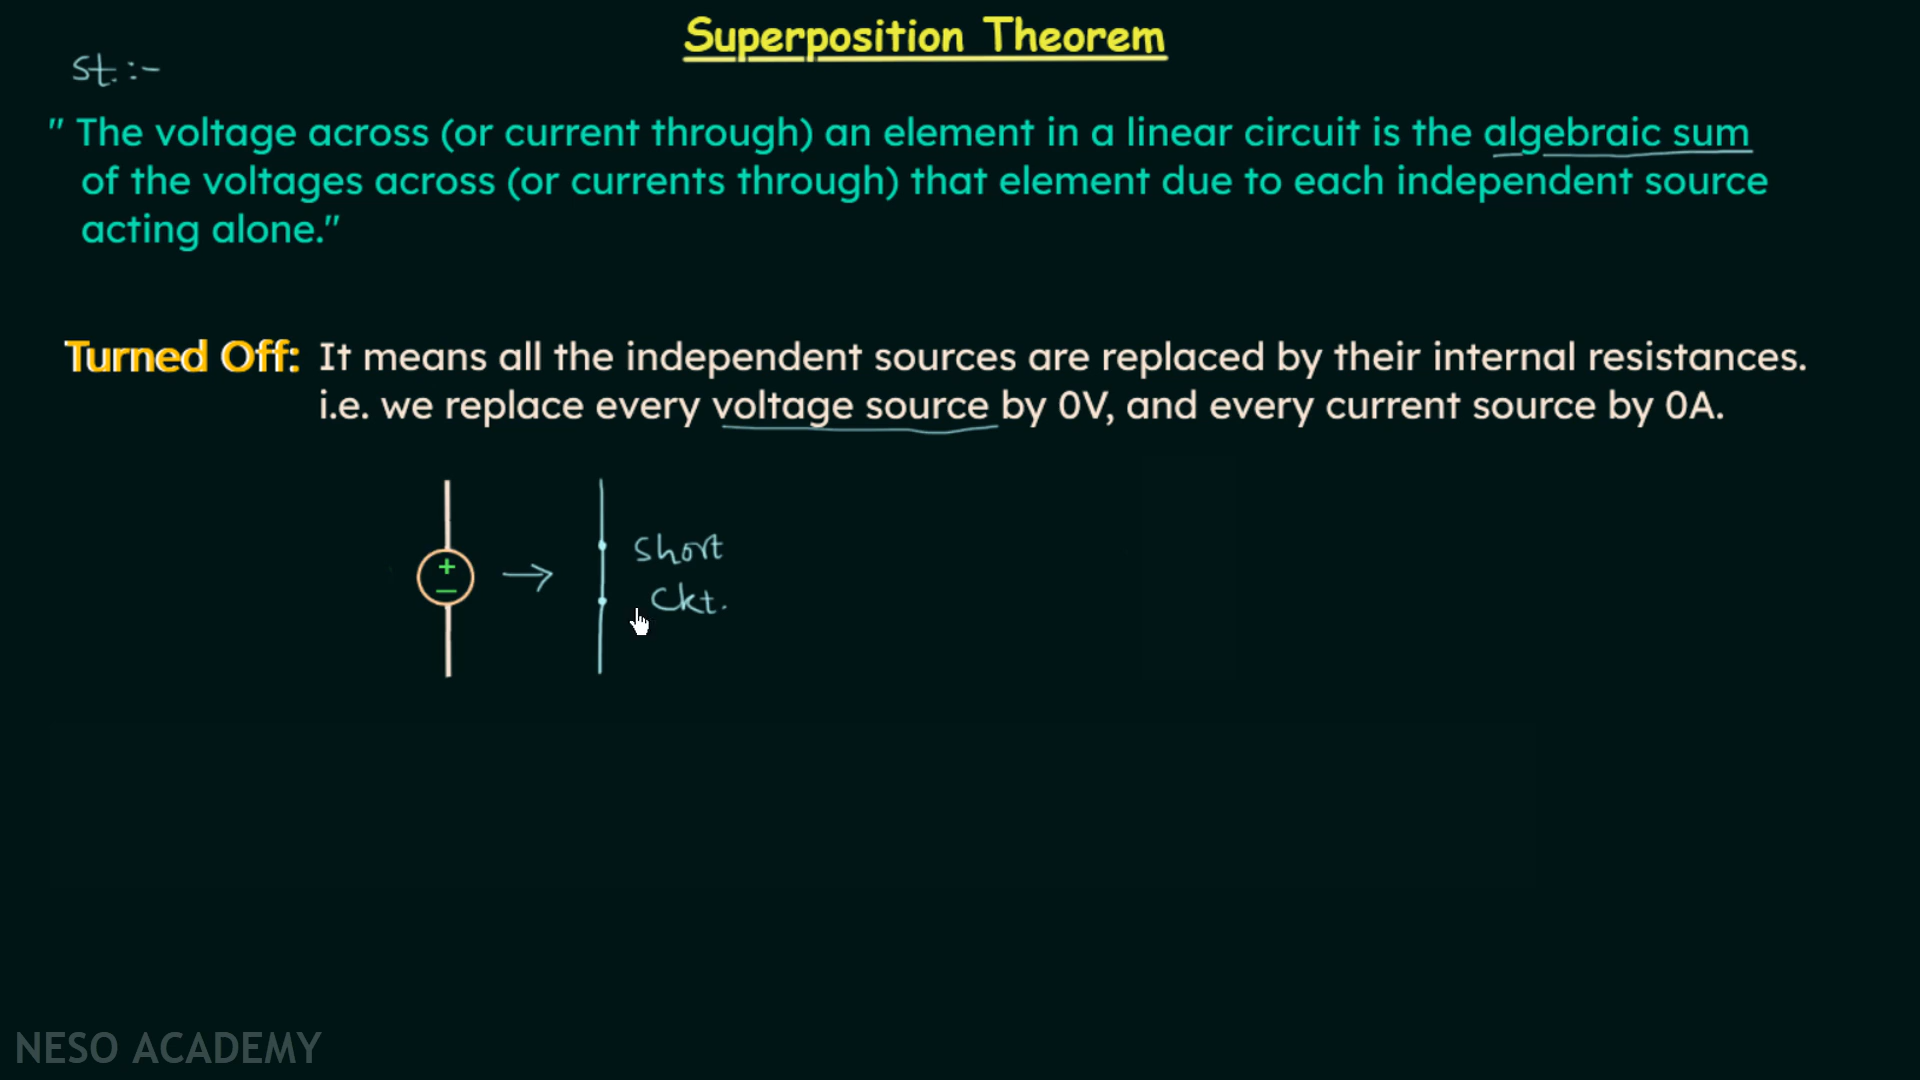 Superposition Theorem
St.:-
" The voltage across (or current through) an element in a linear circuit is the algebraic sum
of the voltages across (or currents through) that element due to each independent source
acting alone."
Turned Off: It means all the independent sources are replaced by their internal resistances.
i.e. we replace every voltage source by 0V, and every current source by 0A.
+
−
→
Short
Ckt.
NESO ACADEMY